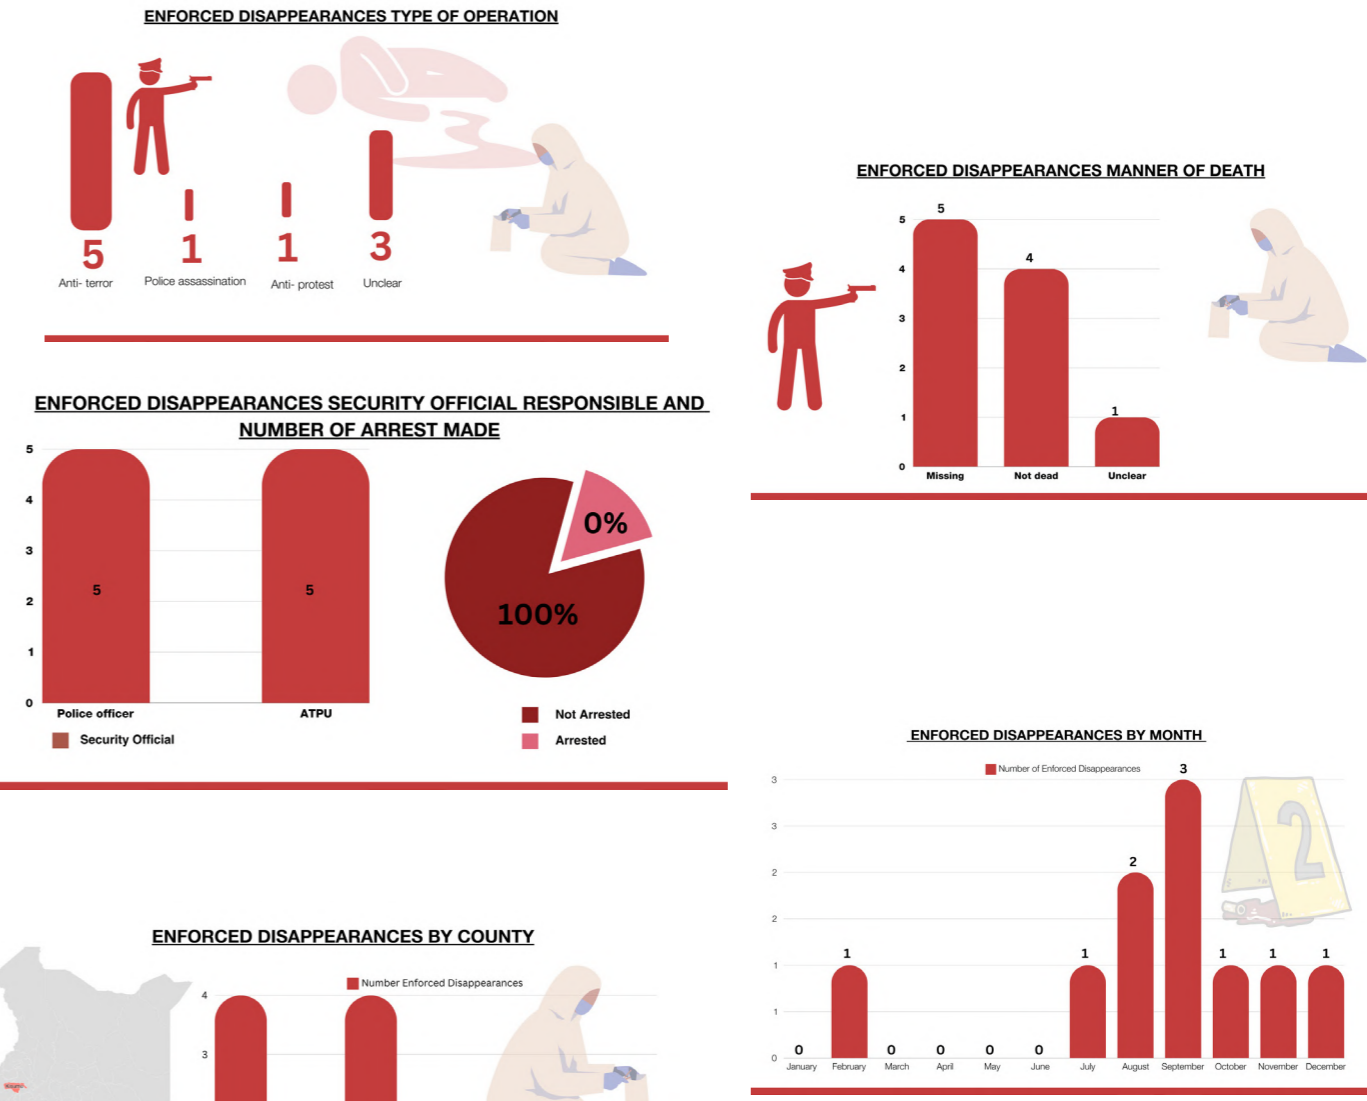 ENFORCED DISAPPEARANCES TYPE OF OPERATION
5
1
1
3
Anti- terror
Police assassination
Anti- protest
Unclear
ENFORCED DISAPPEARANCES MANNER OF DEATH
5
4
1
5
4
3
2
1
0
Missing
Not dead
Unclear
ENFORCED DISAPPEARANCES SECURITY OFFICIAL RESPONSIBLE AND
NUMBER OF ARREST MADE
5
4
3
2
1
0
5
5
Police officer
ATPU
Security Official
0%
100%
Not Arrested
Arrested
ENFORCED DISAPPEARANCES BY MONTH
Number of Enforced Disappearances
3
3
2
2
1
1
0
0
1
0
0
0
0
1
2
3
1
1
1
January
February
March
April
May
June
July
August
September
October
November
December
2
ENFORCED DISAPPEARANCES BY COUNTY
Number Enforced Disappearances
4
3